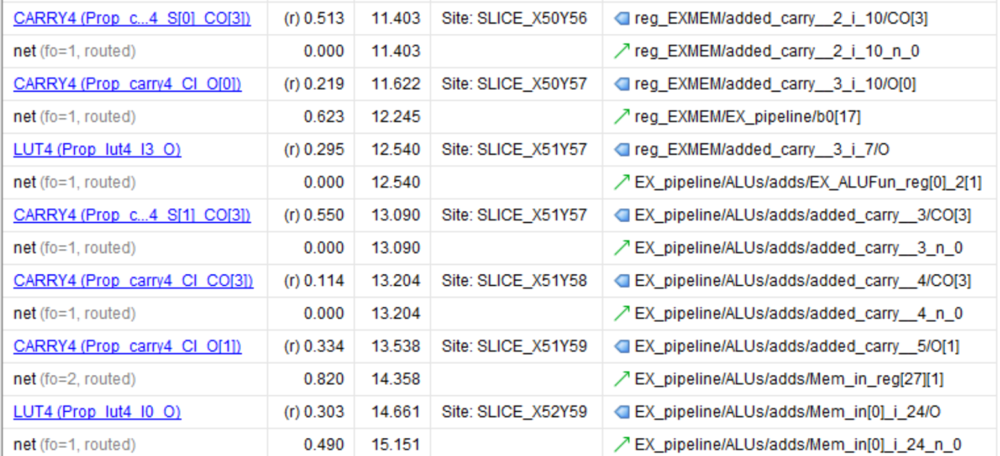 CARRY4 (Prop_c...4_S[0]_CO[3]) (r) 0.513 11.403 Site: SLICE_X50Y56 reg_EXMEM/added_carry__2_i_10/CO[3]
net (fo=1, routed) 0.000 11.403 reg_EXMEM/added_carry__2_i_10_n_0
CARRY4 (Prop_carry4_CI_O[0]) (r) 0.219 11.622 Site: SLICE_X50Y57 reg_EXMEM/added_carry__3_i_10/O[0]
net (fo=1, routed) 0.623 12.245 reg_EXMEM/EX_pipeline/b0[17]
LUT4 (Prop_lut4_I3_O) (r) 0.295 12.540 Site: SLICE_X51Y57 reg_EXMEM/added_carry__3_i_7/O
net (fo=1, routed) 0.000 12.540 EX_pipeline/ALUs/adds/EX_ALUFun_reg[0]_2[1]
CARRY4 (Prop_c...4_S[1]_CO[3]) (r) 0.550 13.090 Site: SLICE_X51Y57 EX_pipeline/ALUs/adds/added_carry__3/CO[3]
net (fo=1, routed) 0.000 13.090 EX_pipeline/ALUs/adds/added_carry__3_n_0
CARRY4 (Prop_carry4_CI_CO[3]) (r) 0.114 13.204 Site: SLICE_X51Y58 EX_pipeline/ALUs/adds/added_carry__4/CO[3]
net (fo=1, routed) 0.000 13.204 EX_pipeline/ALUs/adds/added_carry__4_n_0
CARRY4 (Prop_carry4_CI_O[1]) (r) 0.334 13.538 Site: SLICE_X51Y59 EX_pipeline/ALUs/adds/added_carry__5/O[1]
net (fo=2, routed) 0.820 14.358 EX_pipeline/ALUs/adds/Mem_in_reg[27][1]
LUT4 (Prop_lut4_I0_O) (r) 0.303 14.661 Site: SLICE_X52Y59 EX_pipeline/ALUs/adds/Mem_in[0]_i_24/O
net (fo=1, routed) 0.490 15.151 EX_pipeline/ALUs/adds/Mem_in[0]_i_24_n_0